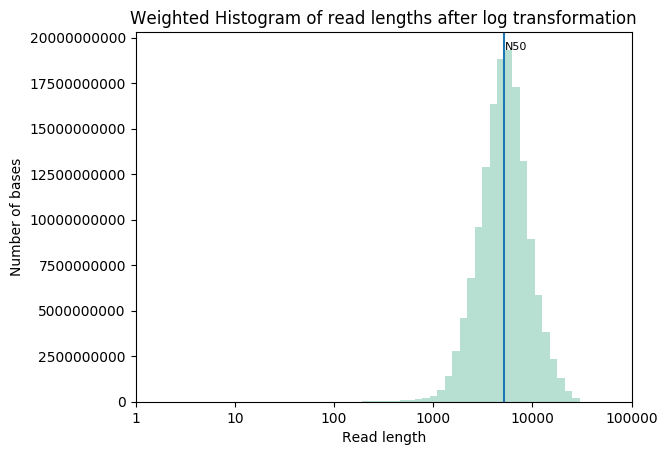 Weighted Histogram of read lengths after log transformation
20000000000
17500000000
15000000000
12500000000
10000000000
7500000000
5000000000
2500000000
0
Number of bases
N50
1 10 100 1000 10000 100000
Read length